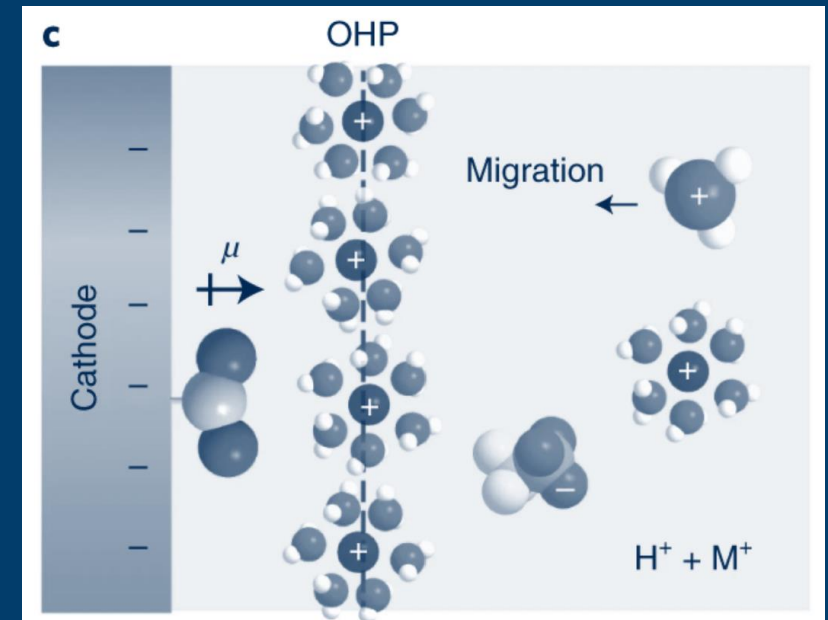 c
OHP
Migration
μ
Cathode
H⁺ + M⁺